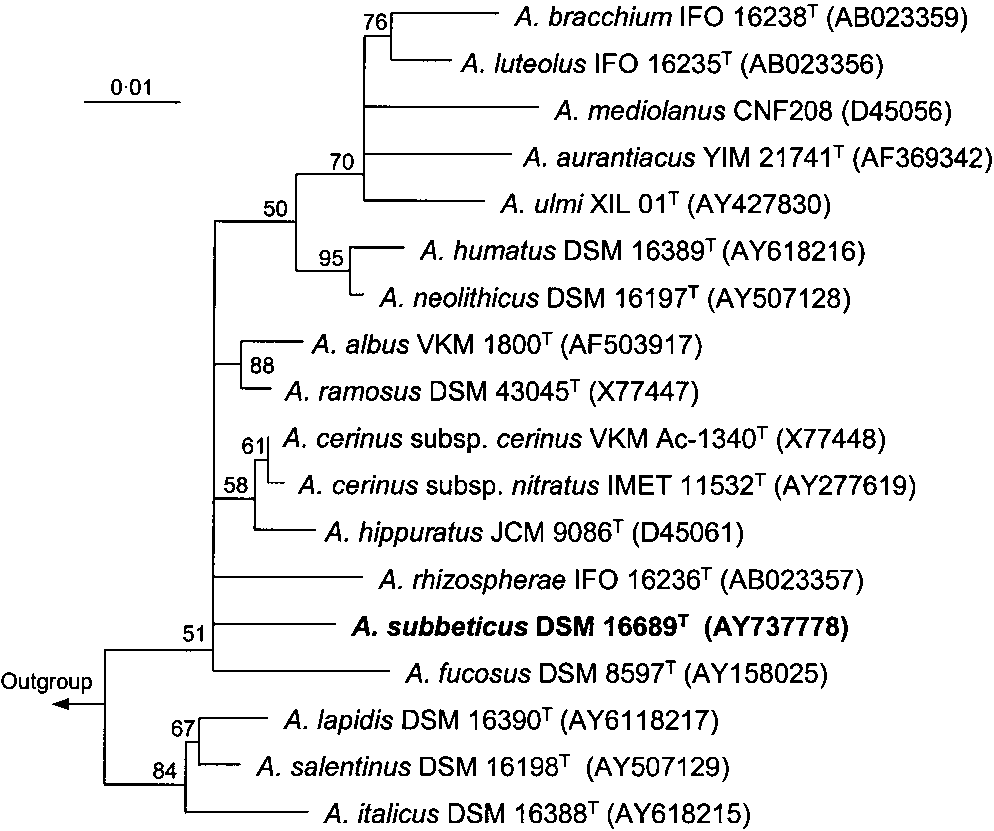 76
A. bracchium IFO 16238ᵀ (AB023359)
A. luteolus IFO 16235ᵀ (AB023356)
0·01
A. mediolanus CNF208 (D45056)
A. aurantiacus YIM 21741ᵀ (AF369342)
70
A. ulmi XIL 01ᵀ (AY427830)
50
A. humatus DSM 16389ᵀ (AY618216)
95
A. neolithicus DSM 16197ᵀ (AY507128)
A. albus VKM 1800ᵀ (AF503917)
88
A. ramosus DSM 43045ᵀ (X77447)
61
A. cerinus subsp. cerinus VKM Ac-1340ᵀ (X77448)
58
A. cerinus subsp. nitratus IMET 11532ᵀ (AY277619)
A. hippuratus JCM 9086ᵀ (D45061)
A. rhizospherae IFO 16236ᵀ (AB023357)
A. subbeticus DSM 16689ᵀ (AY737778)
51
A. fucosus DSM 8597ᵀ (AY158025)
Outgroup
A. lapidis DSM 16390ᵀ (AY6118217)
67
A. salentinus DSM 16198ᵀ (AY507129)
84
A. italicus DSM 16388ᵀ (AY618215)